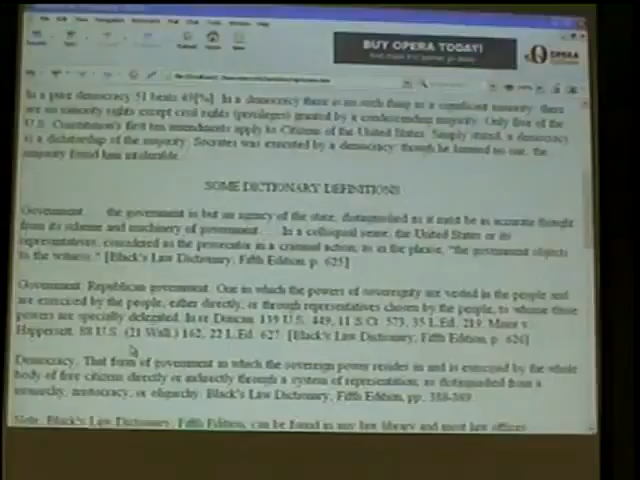 BUY OPERA TODAY!
OPERA
In a pure democracy 51 beats 49[%]. In a democracy there is no such thing as a significant minority: there
are no minority rights except civil rights (privileges) granted by a condescending majority. Only five of the
U.S. Constitution's first ten amendments apply to Citizens of the United States. Simply stated, a democracy
is a dictatorship of the majority. Socrates was executed by a democracy: though he harmed no one, the
majority found him intolerable.
SOME DICTIONARY DEFINITIONS
Government. ...the government is but an agency of the state, distinguished as it must be in accurate thought
from its scheme and machinery of government. ... In a colloquial sense, the United States or its
representatives, considered as the prosecutor in a criminal action; as in the phrase, "the government objects
to the witness." [Black's Law Dictionary, Fifth Edition, p. 625]
Government; Republican government. One in which the powers of sovereignty are vested in the people and
are exercised by the people, either directly, or through representatives chosen by the people, to whom those
powers are specially delegated. In re Duncan, 139 U.S. 449, 11 S.Ct. 573, 35 L.Ed. 219; Minor v.
Happersett, 88 U.S. (21 Wall.) 162, 22 L.Ed. 627. [Black's Law Dictionary, Fifth Edition, p. 626]
Democracy. That form of government in which the sovereign power resides in and is exercised by the whole
body of free citizens directly or indirectly through a system of representation, as distinguished from a
monarchy, aristocracy, or oligarchy. Black's Law Dictionary, Fifth Edition, pp. 388-389.
Note: Black's Law Dictionary, Fifth Edition, can be found in any law library and most law offices.